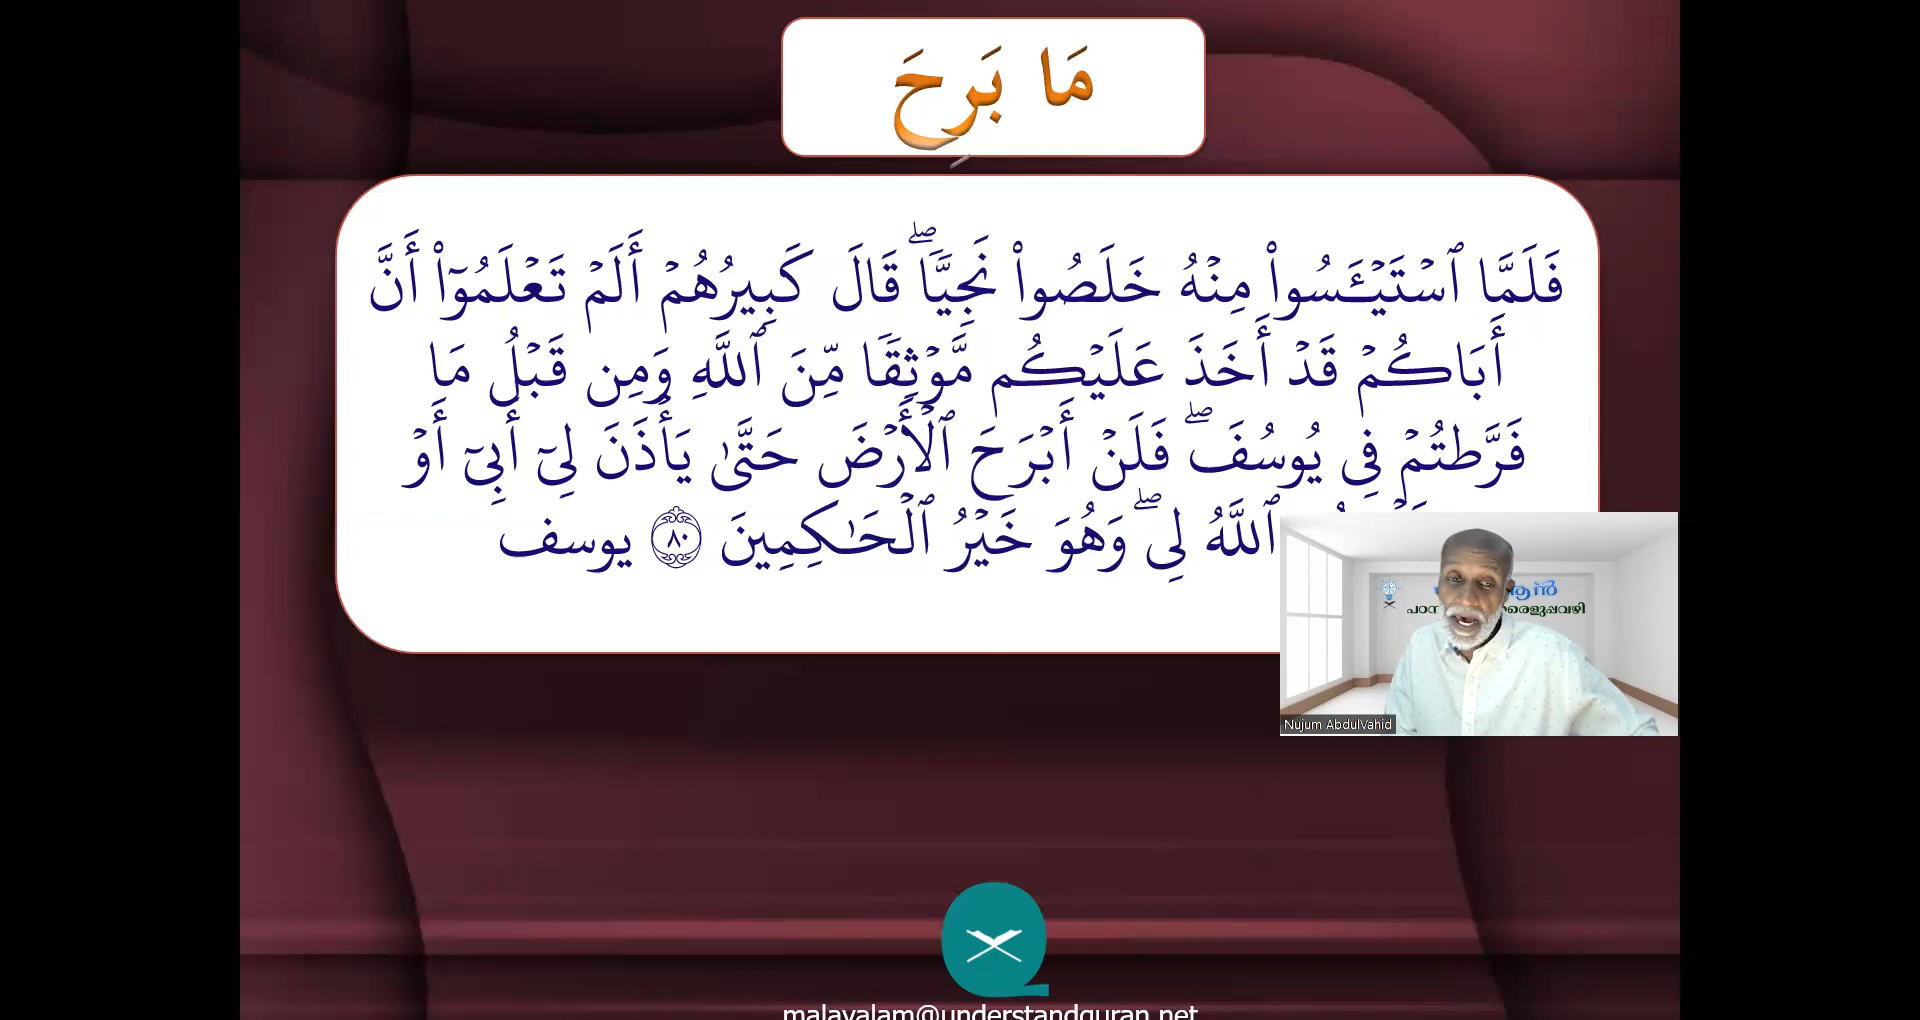 مَا بَرِحَ
فَلَمَّا ٱسۡتَيۡـَٔسُواْ مِنۡهُ خَلَصُواْ نَجِيّٗاۖ قَالَ كَبِيرُهُمۡ أَلَمۡ تَعۡلَمُوٓاْ أَنَّ
أَبَاكُمۡ قَدۡ أَخَذَ عَلَيۡكُم مَّوۡثِقٗا مِّنَ ٱللَّهِ وَمِن قَبۡلُ مَا
فَرَّطتُمۡ فِي يُوسُفَۖ فَلَنۡ أَبۡرَحَ ٱلۡأَرۡضَ حَتَّىٰ يَأۡذَنَ لِيٓ أَبِيٓ أَوۡ
ٱللَّهُ لِيۖ وَهُوَ خَيۡرُ ٱلۡحَٰكِمِينَ ٨٠ يوسف
Nujum AbdulVahid
malayalam@understandquran.net